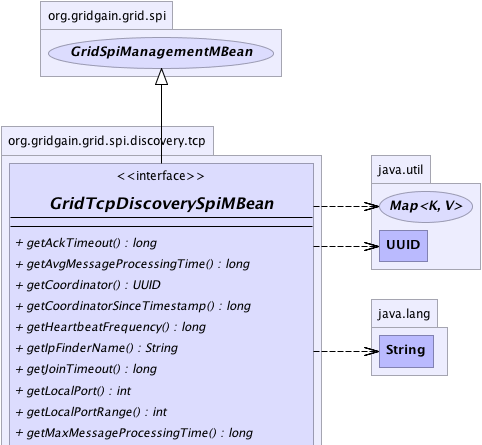 org.gridgain.grid.spi
GridSpiManagementMBean
org.gridgain.grid.spi.discovery.tcp
<<interface>>
GridTcpDiscoverySpiMBean
+ getAckTimeout() : long
+ getAvgMessageProcessingTime() : long
+ getCoordinator() : UUID
+ getCoordinatorSinceTimestamp() : long
+ getHeartbeatFrequency() : long
+ getIpFinderName() : String
+ getJoinTimeout() : long
+ getLocalPort() : int
+ getLocalPortRange() : int
+ getMaxMessageProcessingTime() : long
java.util
Map<K, V>
UUID
java.lang
String